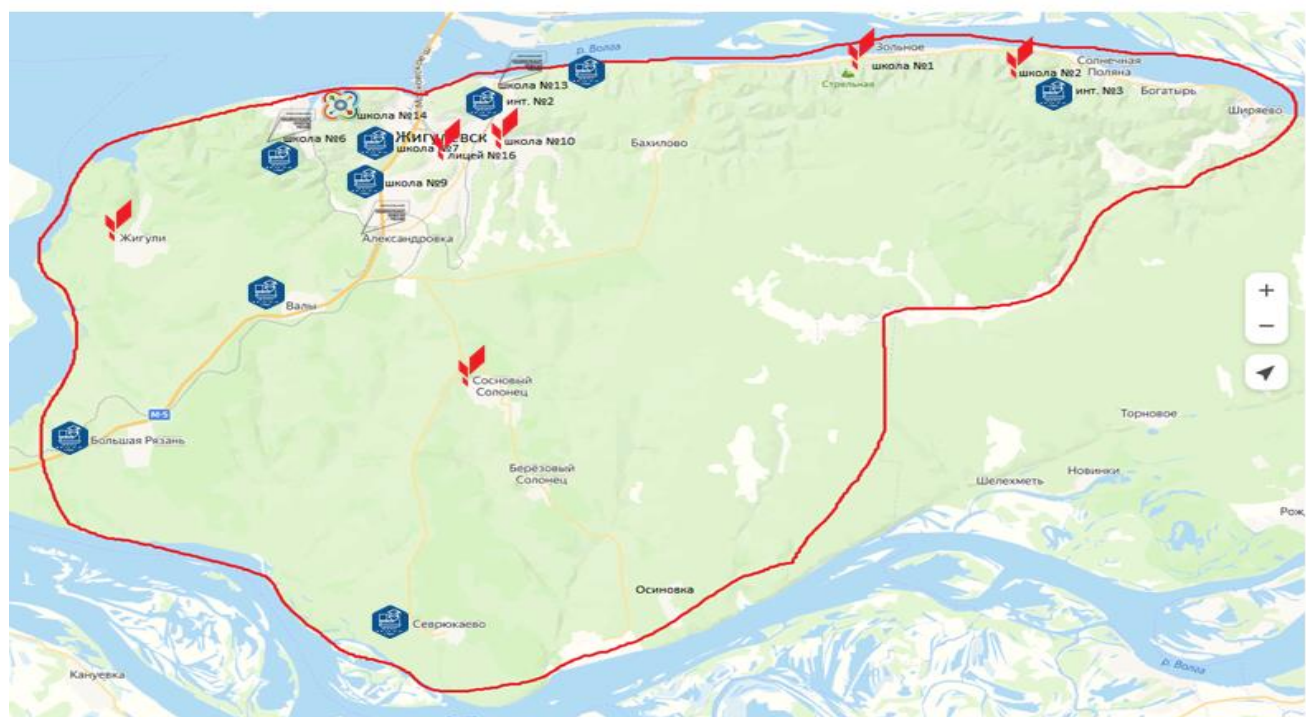 р. Волга
Зольное
школа №1
Стрельная
школа №2
Солнечная
Поляна
инт. №3
Богатырь
Ширяево
школа №13
инт. №2
школа №14
школа №6
Жигулевск
школа №7
лицей №16
школа №10
Бахилово
школа №9
Жигули
Александровка
Валы
+
−
Сосновый
Солонец
М-5
Большая Рязань
Торновое
Берёзовый
Солонец
Шелехметь
Новинки
Рож
Осиновка
Севрюкаево
Кануевка
р. Волга